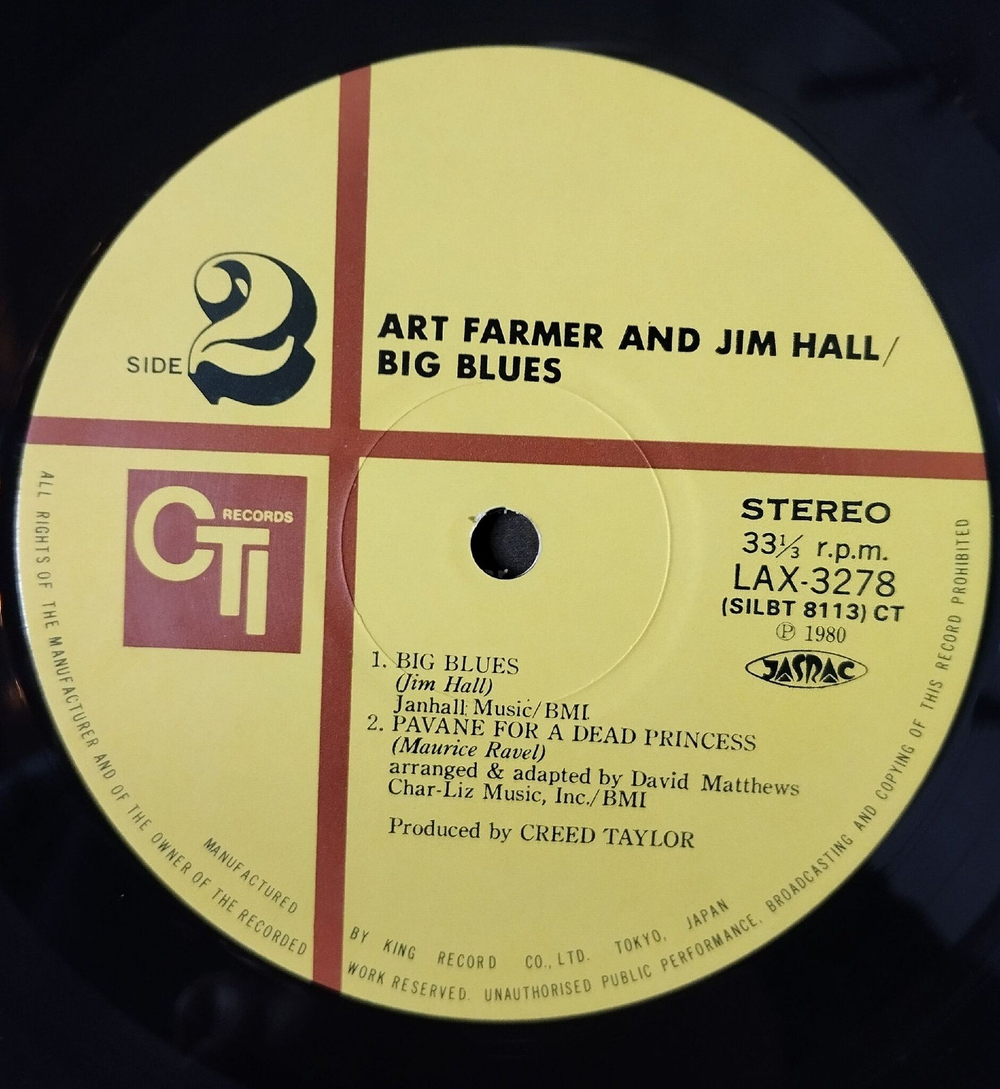 SIDE 2
ART FARMER AND JIM HALL/
BIG BLUES
CTI RECORDS
STEREO
33⅓ r.p.m.
LAX-3278
(SILBT 8113) CT
Ⓟ 1980
JASRAC
1. BIG BLUES
(Jim Hall)
Janhall Music/BMI
2. PAVANE FOR A DEAD PRINCESS
(Maurice Ravel)
arranged & adapted by David Matthews
Char-Liz Music, Inc./BMI
Produced by CREED TAYLOR
MANUFACTURED BY KING RECORD CO., LTD. TOKYO, JAPAN
ALL RIGHTS OF THE MANUFACTURER AND OF THE OWNER OF THE RECORDED WORK RESERVED. UNAUTHORISED PUBLIC PERFORMANCE, BROADCASTING AND COPYING OF THIS RECORD PROHIBITED